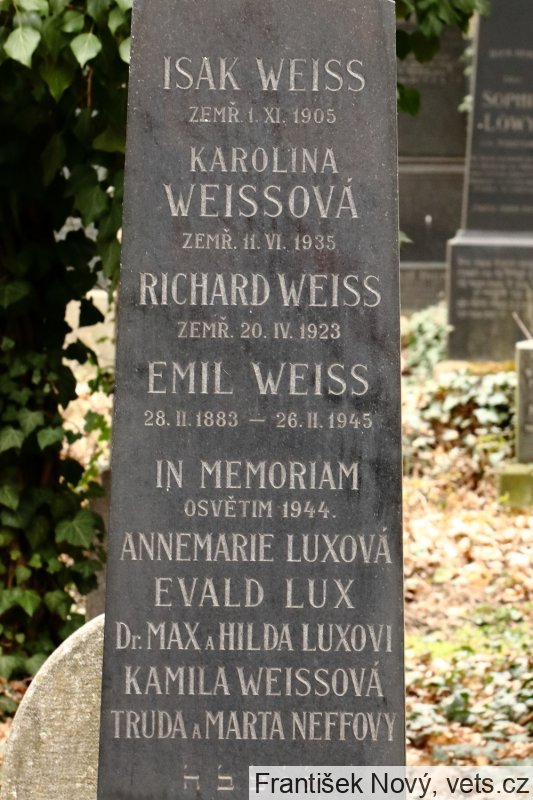 ISAK WEISS
ZEMŘ. 1. XI. 1905
KAROLINA
WEISSOVÁ
ZEMŘ. 11. VI. 1935
RICHARD WEISS
ZEMŘ. 20. IV. 1923
EMIL WEISS
28. II. 1883 – 26. II. 1945
IN MEMORIAM
OSVĚTIM 1944.
ANNEMARIE LUXOVÁ
EVALD LUX
Dr. MAX A HILDA LUXOVI
KAMILA WEISSOVÁ
TRUDA A MARTA NEFFOVY
František Nový, vets.cz
SOPHIE
LÖWY